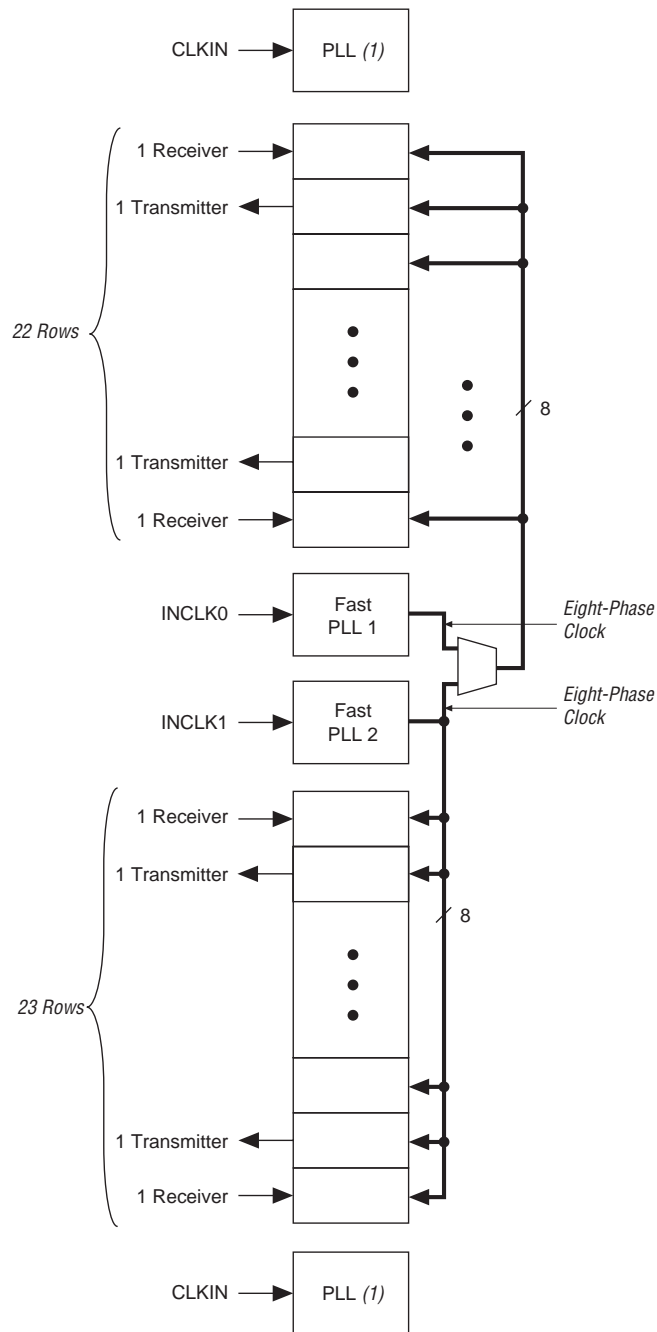 CLKIN
PLL (1)
1 Receiver
1 Transmitter
22 Rows
8
1 Transmitter
1 Receiver
INCLK0
Fast
PLL 1
Eight-Phase
Clock
INCLK1
Fast
PLL 2
Eight-Phase
Clock
1 Receiver
1 Transmitter
8
23 Rows
1 Transmitter
1 Receiver
CLKIN
PLL (1)